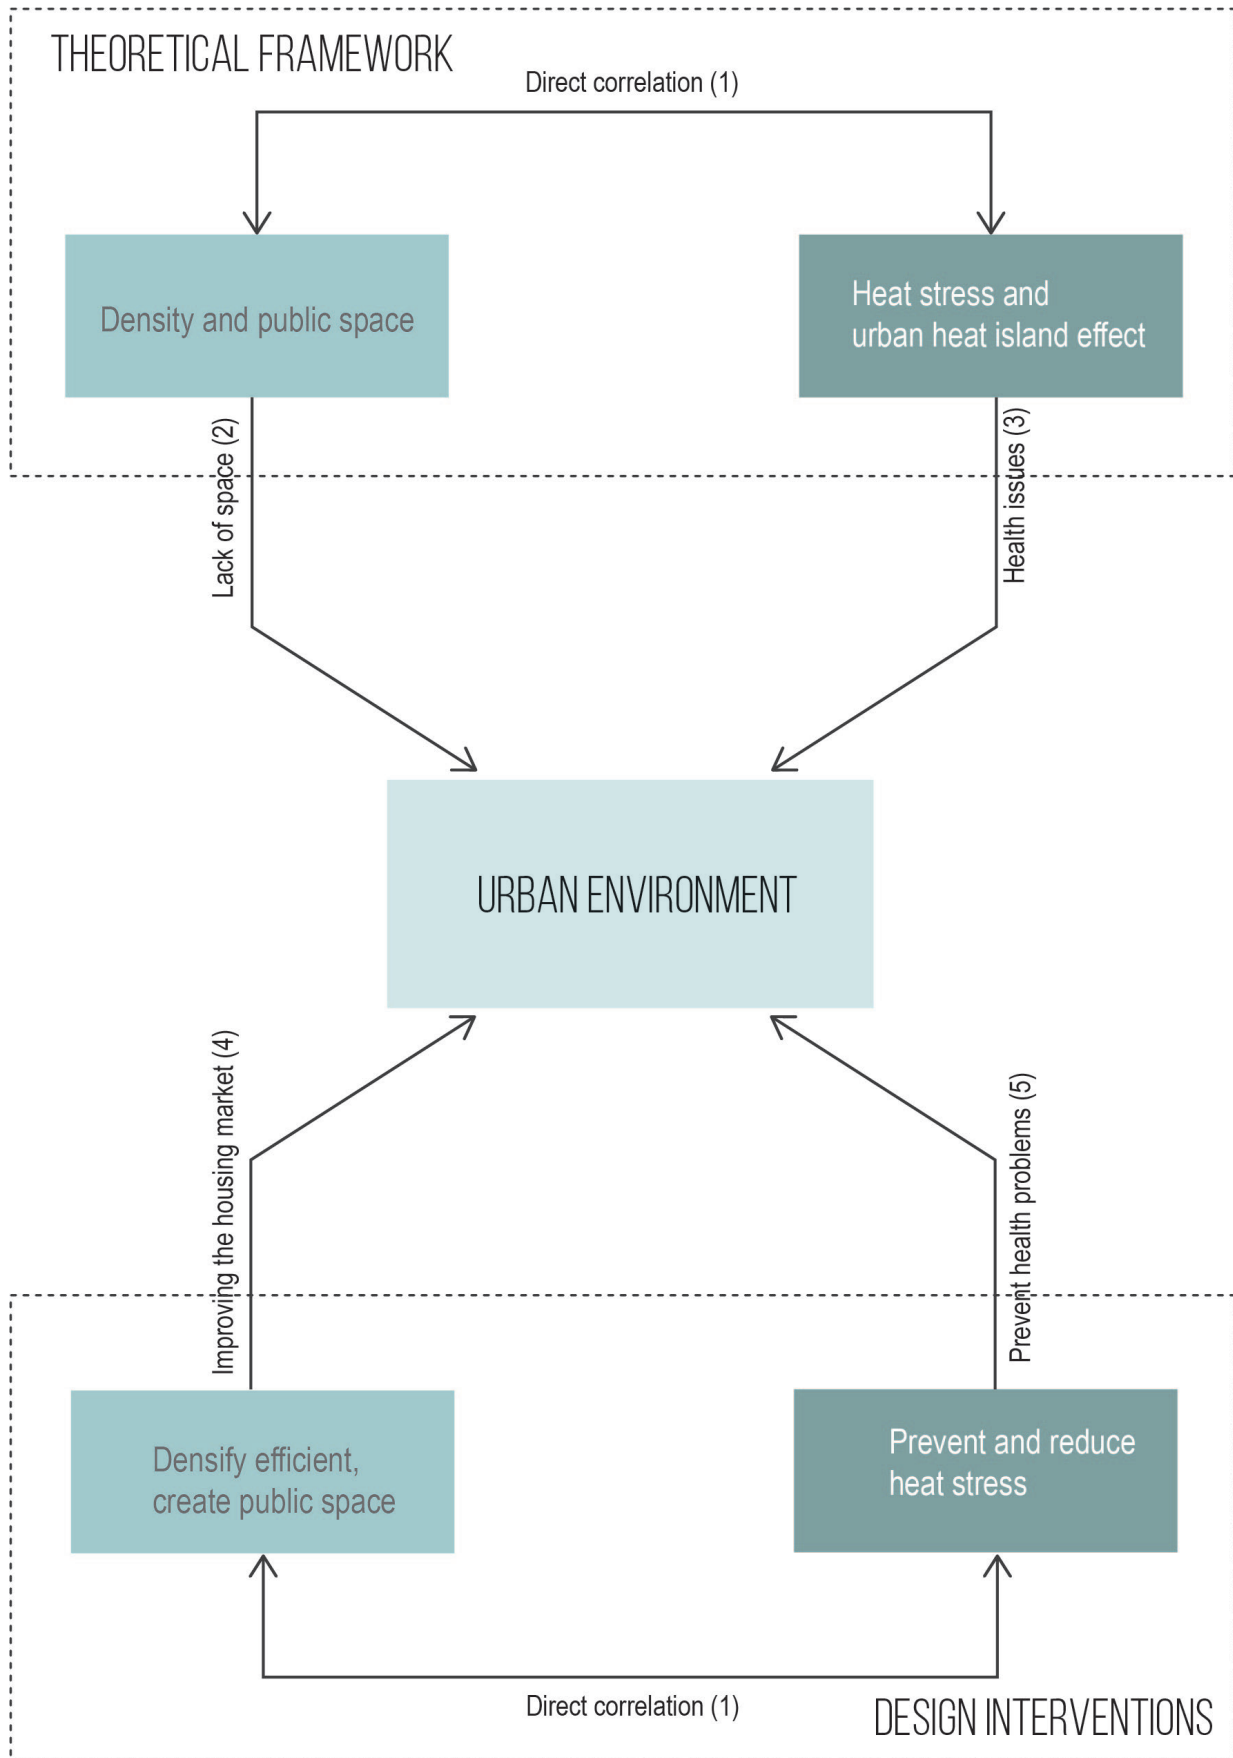 THEORETICAL FRAMEWORK
Direct correlation (1)
Density and public space
Heat stress and
urban heat island effect
Lack of space (2)
Health issues (3)
URBAN ENVIRONMENT
Improving the housing market (4)
Prevent health problems (5)
Densify efficient,
create public space
Prevent and reduce
heat stress
Direct correlation (1)
DESIGN INTERVENTIONS